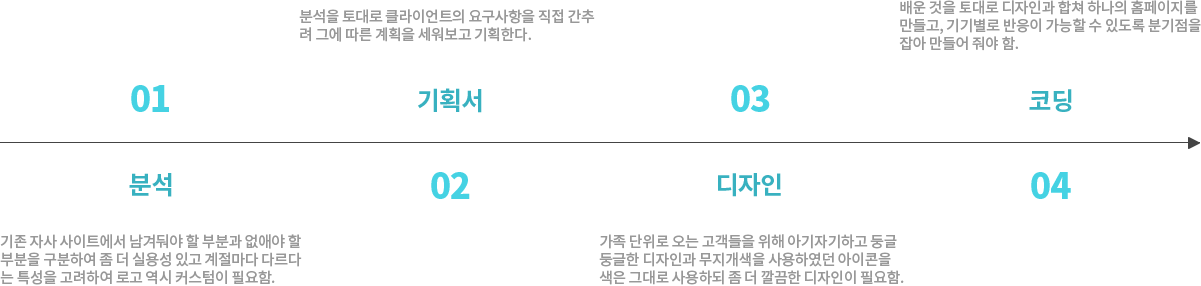 01
분석
기존 자사 사이트에서 남겨둬야 할 부분과 없애야 할
부분을 구분하여 좀 더 실용성 있고 계절마다 다르다
는 특성을 고려하여 로고 역시 커스텀이 필요함.
분석을 토대로 클라이언트의 요구사항을 직접 간추
려 그에 따른 계획을 세워보고 기획한다.
기획서
02
03
디자인
가족 단위로 오는 고객들을 위해 아기자기하고 둥글
둥글한 디자인과 무지개색을 사용하였던 아이콘을
색은 그대로 사용하되 좀 더 깔끔한 디자인이 필요함.
배운 것을 토대로 디자인과 합쳐 하나의 홈페이지를
만들고, 기기별로 반응이 가능할 수 있도록 분기점을
잡아 만들어 줘야 함.
코딩
04